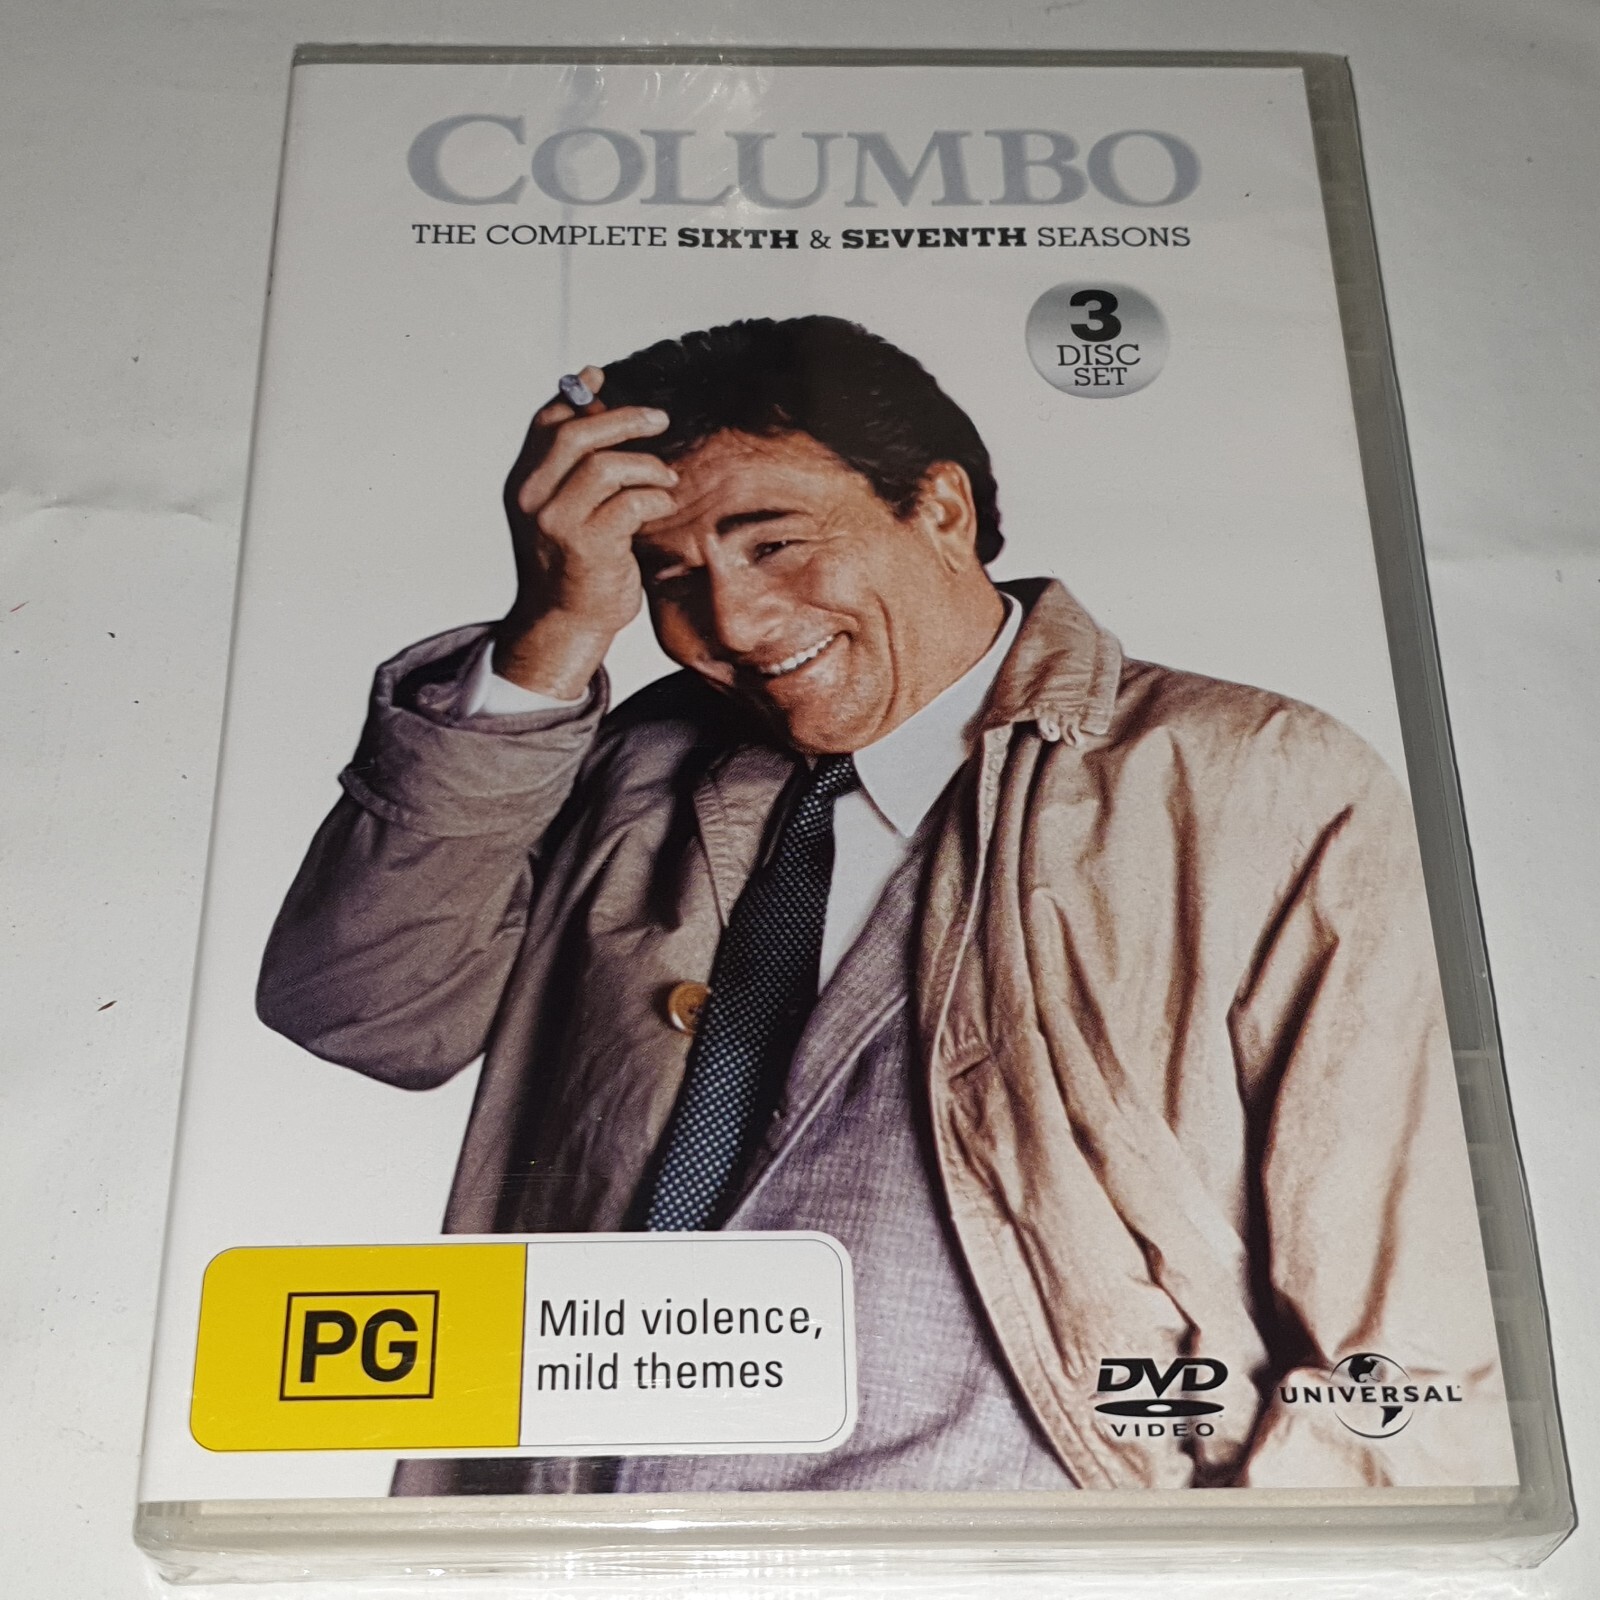 COLUMBO
THE COMPLETE SIXTH & SEVENTH SEASONS
3
DISC
SET
PG
Mild violence,
mild themes
DVD
VIDEO
UNIVERSAL